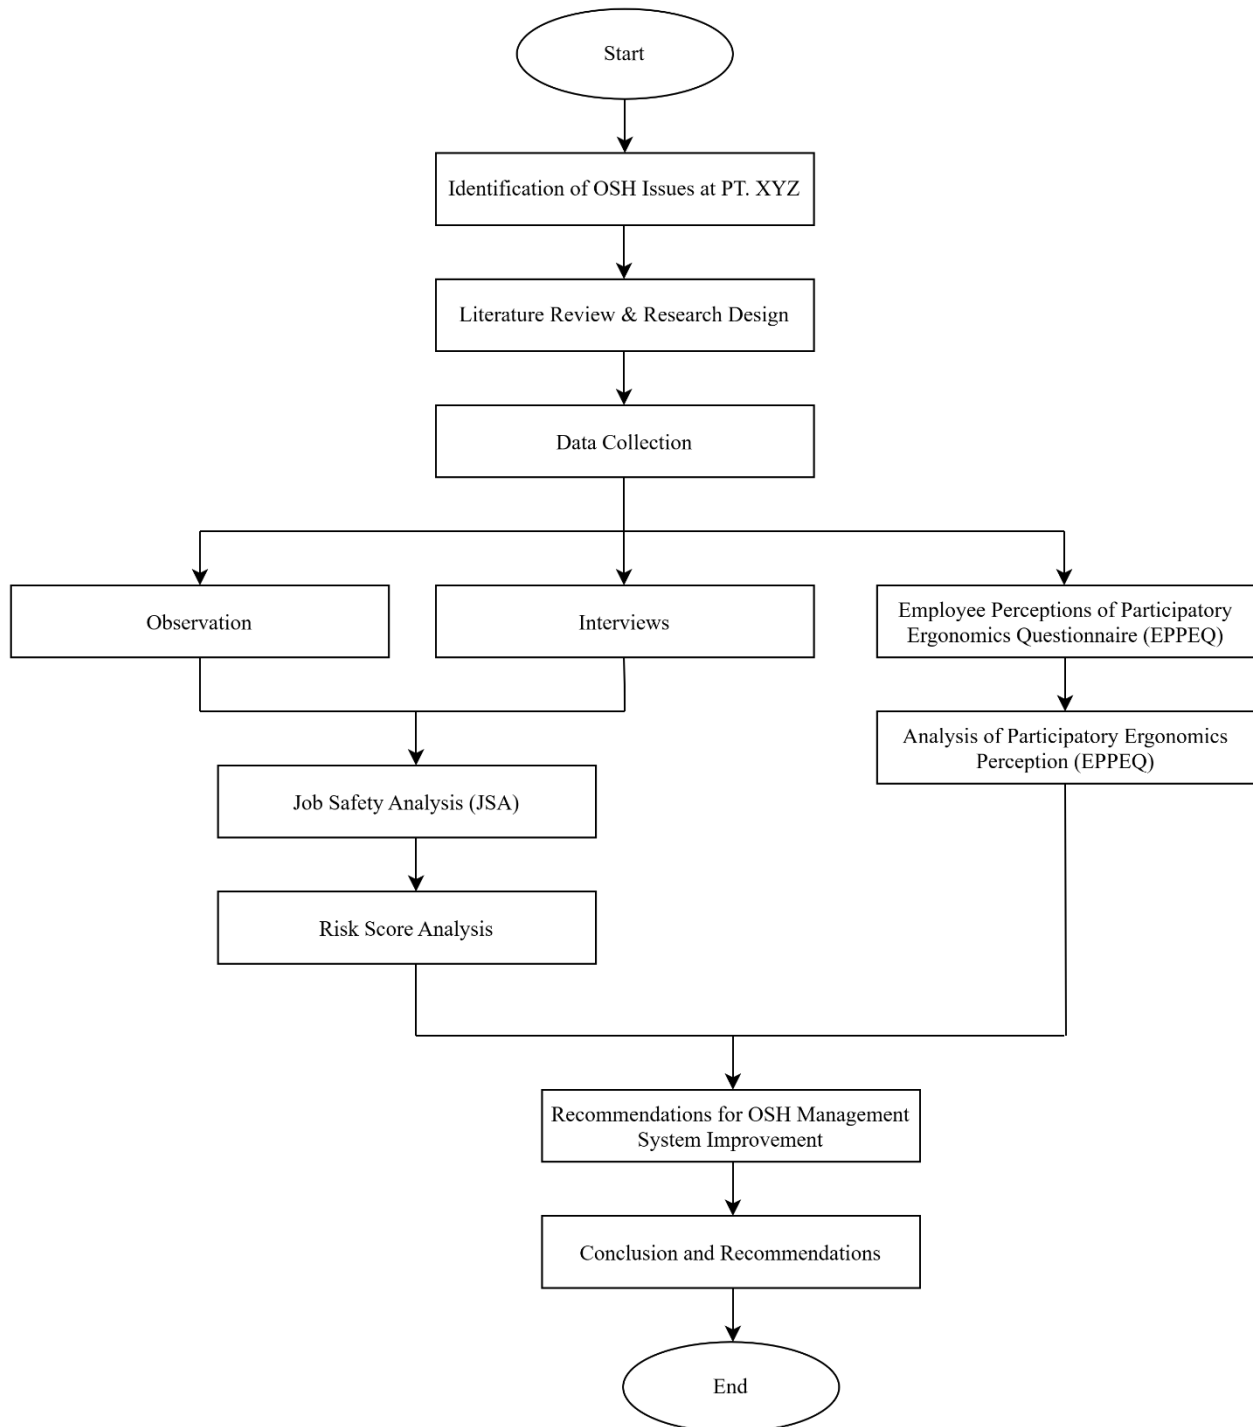 Start
Identification of OSH Issues at PT. XYZ
Literature Review & Research Design
Data Collection
Observation
Interviews
Employee Perceptions of Participatory
Ergonomics Questionnaire (EPPEQ)
Analysis of Participatory Ergonomics
Perception (EPPEQ)
Job Safety Analysis (JSA)
Risk Score Analysis
Recommendations for OSH Management
System Improvement
Conclusion and Recommendations
End